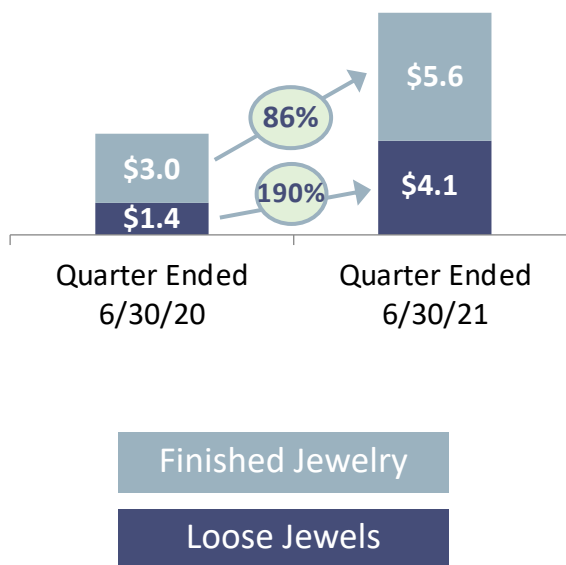 $5.6
86%
$3.0
190%
$4.1
$1.4
Quarter Ended
6/30/20
Quarter Ended
6/30/21
Finished Jewelry
Loose Jewels